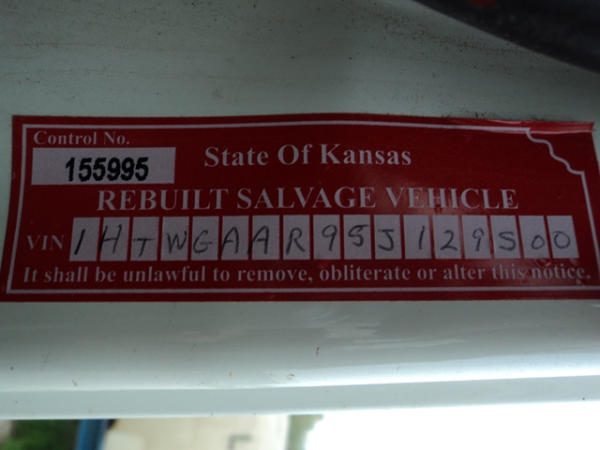 Control No.
155995
State Of Kansas
REBUILT SALVAGE VEHICLE
VIN 1HTWGAAR95J129500
It shall be unlawful to remove, obliterate or alter this notice.